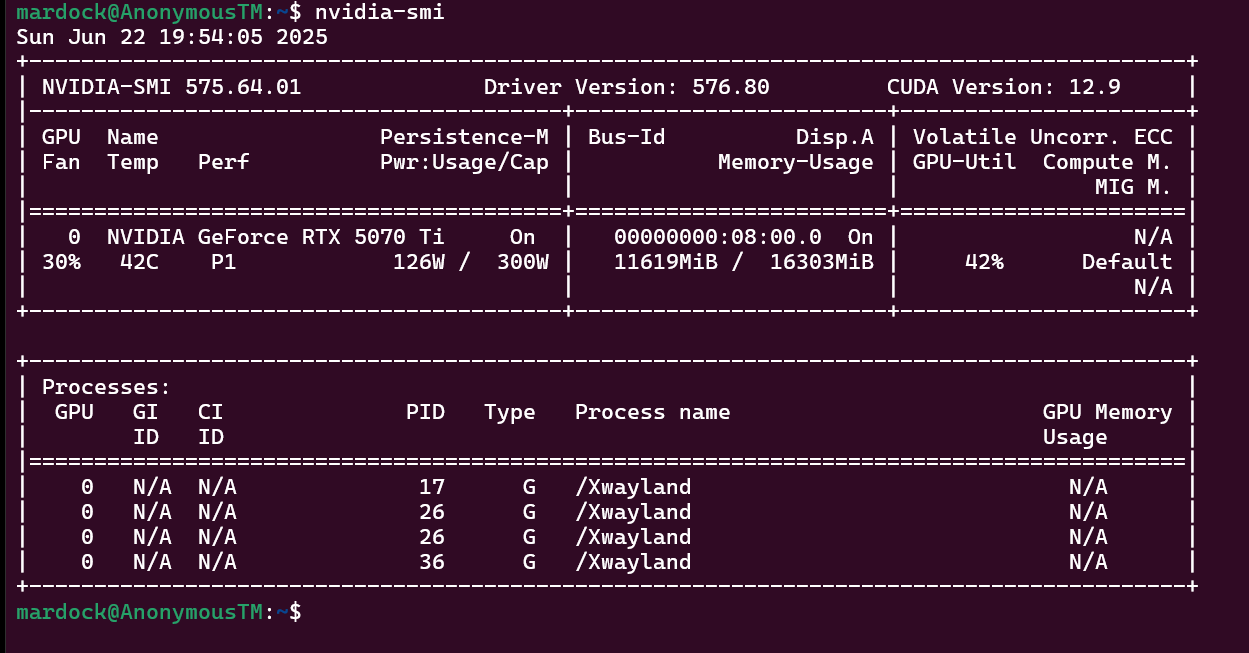 mardock@AnonymousTM:~$ nvidia-smi
Sun Jun 22 19:54:05 2025
+-----------------------------------------------------------------------------------------+
| NVIDIA-SMI 575.64.01              Driver Version: 576.80         CUDA Version: 12.9     |
|-----------------------------------------+------------------------+----------------------+
| GPU  Name                 Persistence-M | Bus-Id          Disp.A | Volatile Uncorr. ECC |
| Fan  Temp   Perf          Pwr:Usage/Cap |           Memory-Usage | GPU-Util  Compute M. |
|                                         |                        |               MIG M. |
|=========================================+========================+======================|
|   0  NVIDIA GeForce RTX 5070 Ti     On  |   00000000:08:00.0  On |                  N/A |
| 30%   42C    P1             126W /  300W |   11619MiB /  16303MiB |     42%      Default |
|                                         |                        |                  N/A |
+-----------------------------------------+------------------------+----------------------+
+-----------------------------------------------------------------------------------------+
| Processes:                                                                              |
|  GPU   GI   CI              PID   Type   Process name                        GPU Memory |
|        ID   ID                                                               Usage      |
|=========================================================================================|
|    0   N/A  N/A              17      G   /Xwayland                             N/A      |
|    0   N/A  N/A              26      G   /Xwayland                             N/A      |
|    0   N/A  N/A              26      G   /Xwayland                             N/A      |
|    0   N/A  N/A              36      G   /Xwayland                             N/A      |
+-----------------------------------------------------------------------------------------+
mardock@AnonymousTM:~$